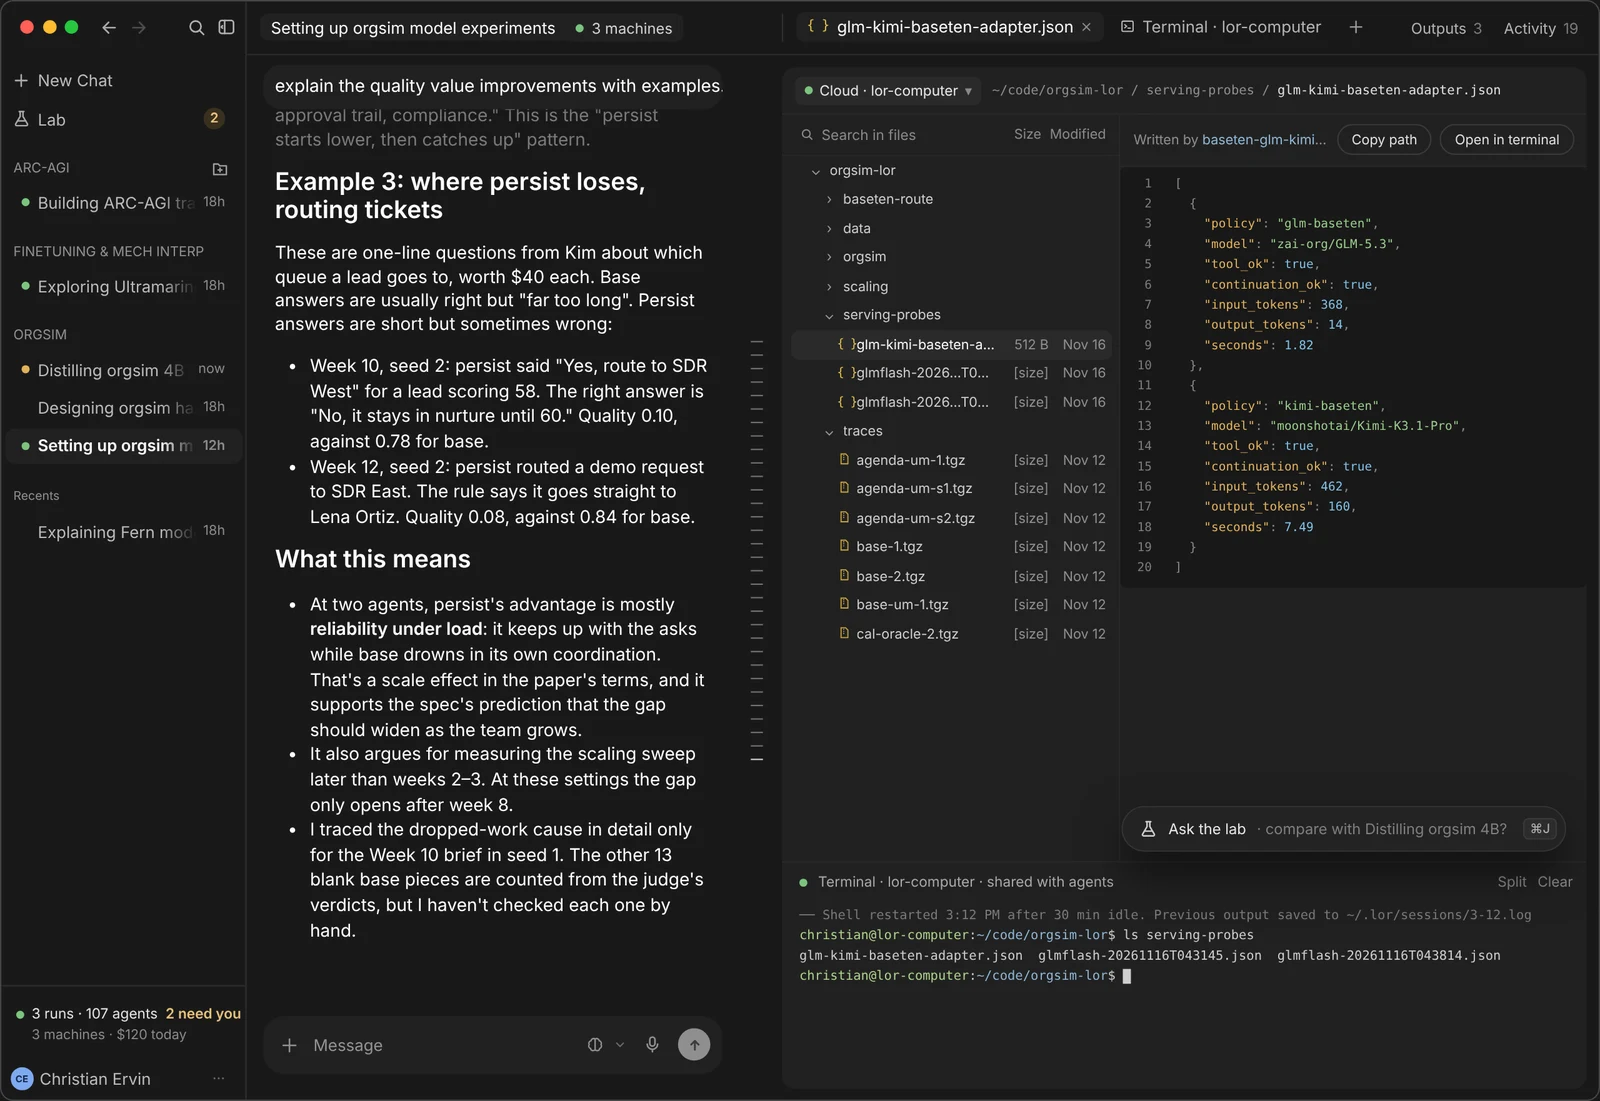 Setting up orgsim model experiments
3 machines
{ } glm-kimi-baseten-adapter.json ×
Terminal · lor-computer
+
Outputs 3
Activity 19
+ New Chat
Lab
2
ARC-AGI
Building ARC-AGI tra 18h
FINETUNING & MECH INTERP
Exploring Ultramarin 18h
ORGSIM
Distilling orgsim 4B now
Designing orgsim ha 18h
Setting up orgsim m 12h
Recents
Explaining Fern mod 18h
3 runs · 107 agents 2 need you
3 machines · $120 today
CE Christian Ervin ...
explain the quality value improvements with examples.
approval trail, compliance." This is the "persist
starts lower, then catches up" pattern.
Example 3: where persist loses,
routing tickets
These are one-line questions from Kim about which
queue a lead goes to, worth $40 each. Base
answers are usually right but "far too long". Persist
answers are short but sometimes wrong:
• Week 10, seed 2: persist said "Yes, route to SDR
West" for a lead scoring 58. The right answer is
"No, it stays in nurture until 60." Quality 0.10,
against 0.78 for base.
• Week 12, seed 2: persist routed a demo request
to SDR East. The rule says it goes straight to
Lena Ortiz. Quality 0.08, against 0.84 for base.
What this means
• At two agents, persist's advantage is mostly
reliability under load: it keeps up with the asks
while base drowns in its own coordination.
That's a scale effect in the paper's terms, and it
supports the spec's prediction that the gap
should widen as the team grows.
• It also argues for measuring the scaling sweep
later than weeks 2–3. At these settings the gap
only opens after week 8.
• I traced the dropped-work cause in detail only
for the Week 10 brief in seed 1. The other 13
blank base pieces are counted from the judge's
verdicts, but I haven't checked each one by
hand.
+ Message
Cloud · lor-computer ▾
~/code/orgsim-lor / serving-probes / glm-kimi-baseten-adapter.json
Search in files Size Modified
orgsim-lor
baseten-route
data
orgsim
scaling
serving-probes
{ }glm-kimi-baseten-a... 512 B Nov 16
{ }glmflash-2026...T0... [size] Nov 16
{ }glmflash-2026...T0... [size] Nov 16
traces
agenda-um-1.tgz [size] Nov 12
agenda-um-s1.tgz [size] Nov 12
agenda-um-s2.tgz [size] Nov 12
base-1.tgz [size] Nov 12
base-2.tgz [size] Nov 12
base-um-1.tgz [size] Nov 12
cal-oracle-2.tgz [size] Nov 12
Written by baseten-glm-kimi...
Copy path
Open in terminal
1 [
2 {
3 "policy": "glm-baseten",
4 "model": "zai-org/GLM-5.3",
5 "tool_ok": true,
6 "continuation_ok": true,
7 "input_tokens": 368,
8 "output_tokens": 14,
9 "seconds": 1.82
10 },
11 {
12 "policy": "kimi-baseten",
13 "model": "moonshotai/Kimi-K3.1-Pro",
14 "tool_ok": true,
15 "continuation_ok": true,
16 "input_tokens": 462,
17 "output_tokens": 160,
18 "seconds": 7.49
19 }
20 ]
Ask the lab · compare with Distilling orgsim 4B? ⌘J
Terminal · lor-computer · shared with agents
Split Clear
—— Shell restarted 3:12 PM after 30 min idle. Previous output saved to ~/.lor/sessions/3-12.log
christian@lor-computer:~/code/orgsim-lor$ ls serving-probes
glm-kimi-baseten-adapter.json glmflash-20261116T043145.json glmflash-20261116T043814.json
christian@lor-computer:~/code/orgsim-lor$